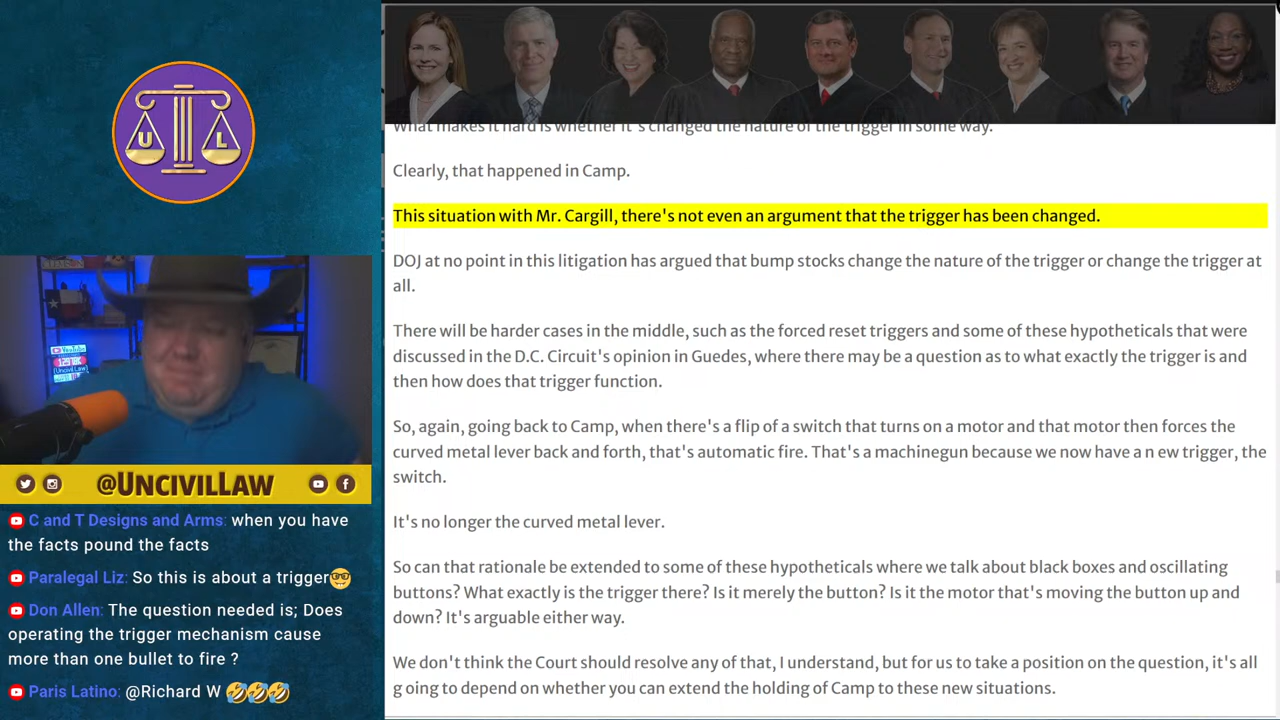 U L
YouTube
(Uncivil Law)
@UNCIVILLAW
C and T Designs and Arms: when you have
the facts pound the facts
Paralegal Liz: So this is about a trigger🤓
Don Allen: The question needed is; Does
operating the trigger mechanism cause
more than one bullet to fire ?
Paris Latino: @Richard W 🤣🤣🤣
What makes it hard is whether it's changed the nature of the trigger in some way.
Clearly, that happened in Camp.
This situation with Mr. Cargill, there's not even an argument that the trigger has been changed.
DOJ at no point in this litigation has argued that bump stocks change the nature of the trigger or change the trigger at
all.
There will be harder cases in the middle, such as the forced reset triggers and some of these hypotheticals that were
discussed in the D.C. Circuit's opinion in Guedes, where there may be a question as to what exactly the trigger is and
then how does that trigger function.
So, again, going back to Camp, when there's a flip of a switch that turns on a motor and that motor then forces the
curved metal lever back and forth, that's automatic fire. That's a machinegun because we now have a n ew trigger, the
switch.
It's no longer the curved metal lever.
So can that rationale be extended to some of these hypotheticals where we talk about black boxes and oscillating
buttons? What exactly is the trigger there? Is it merely the button? Is it the motor that's moving the button up and
down? It's arguable either way.
We don't think the Court should resolve any of that, I understand, but for us to take a position on the question, it's all
g oing to depend on whether you can extend the holding of Camp to these new situations.